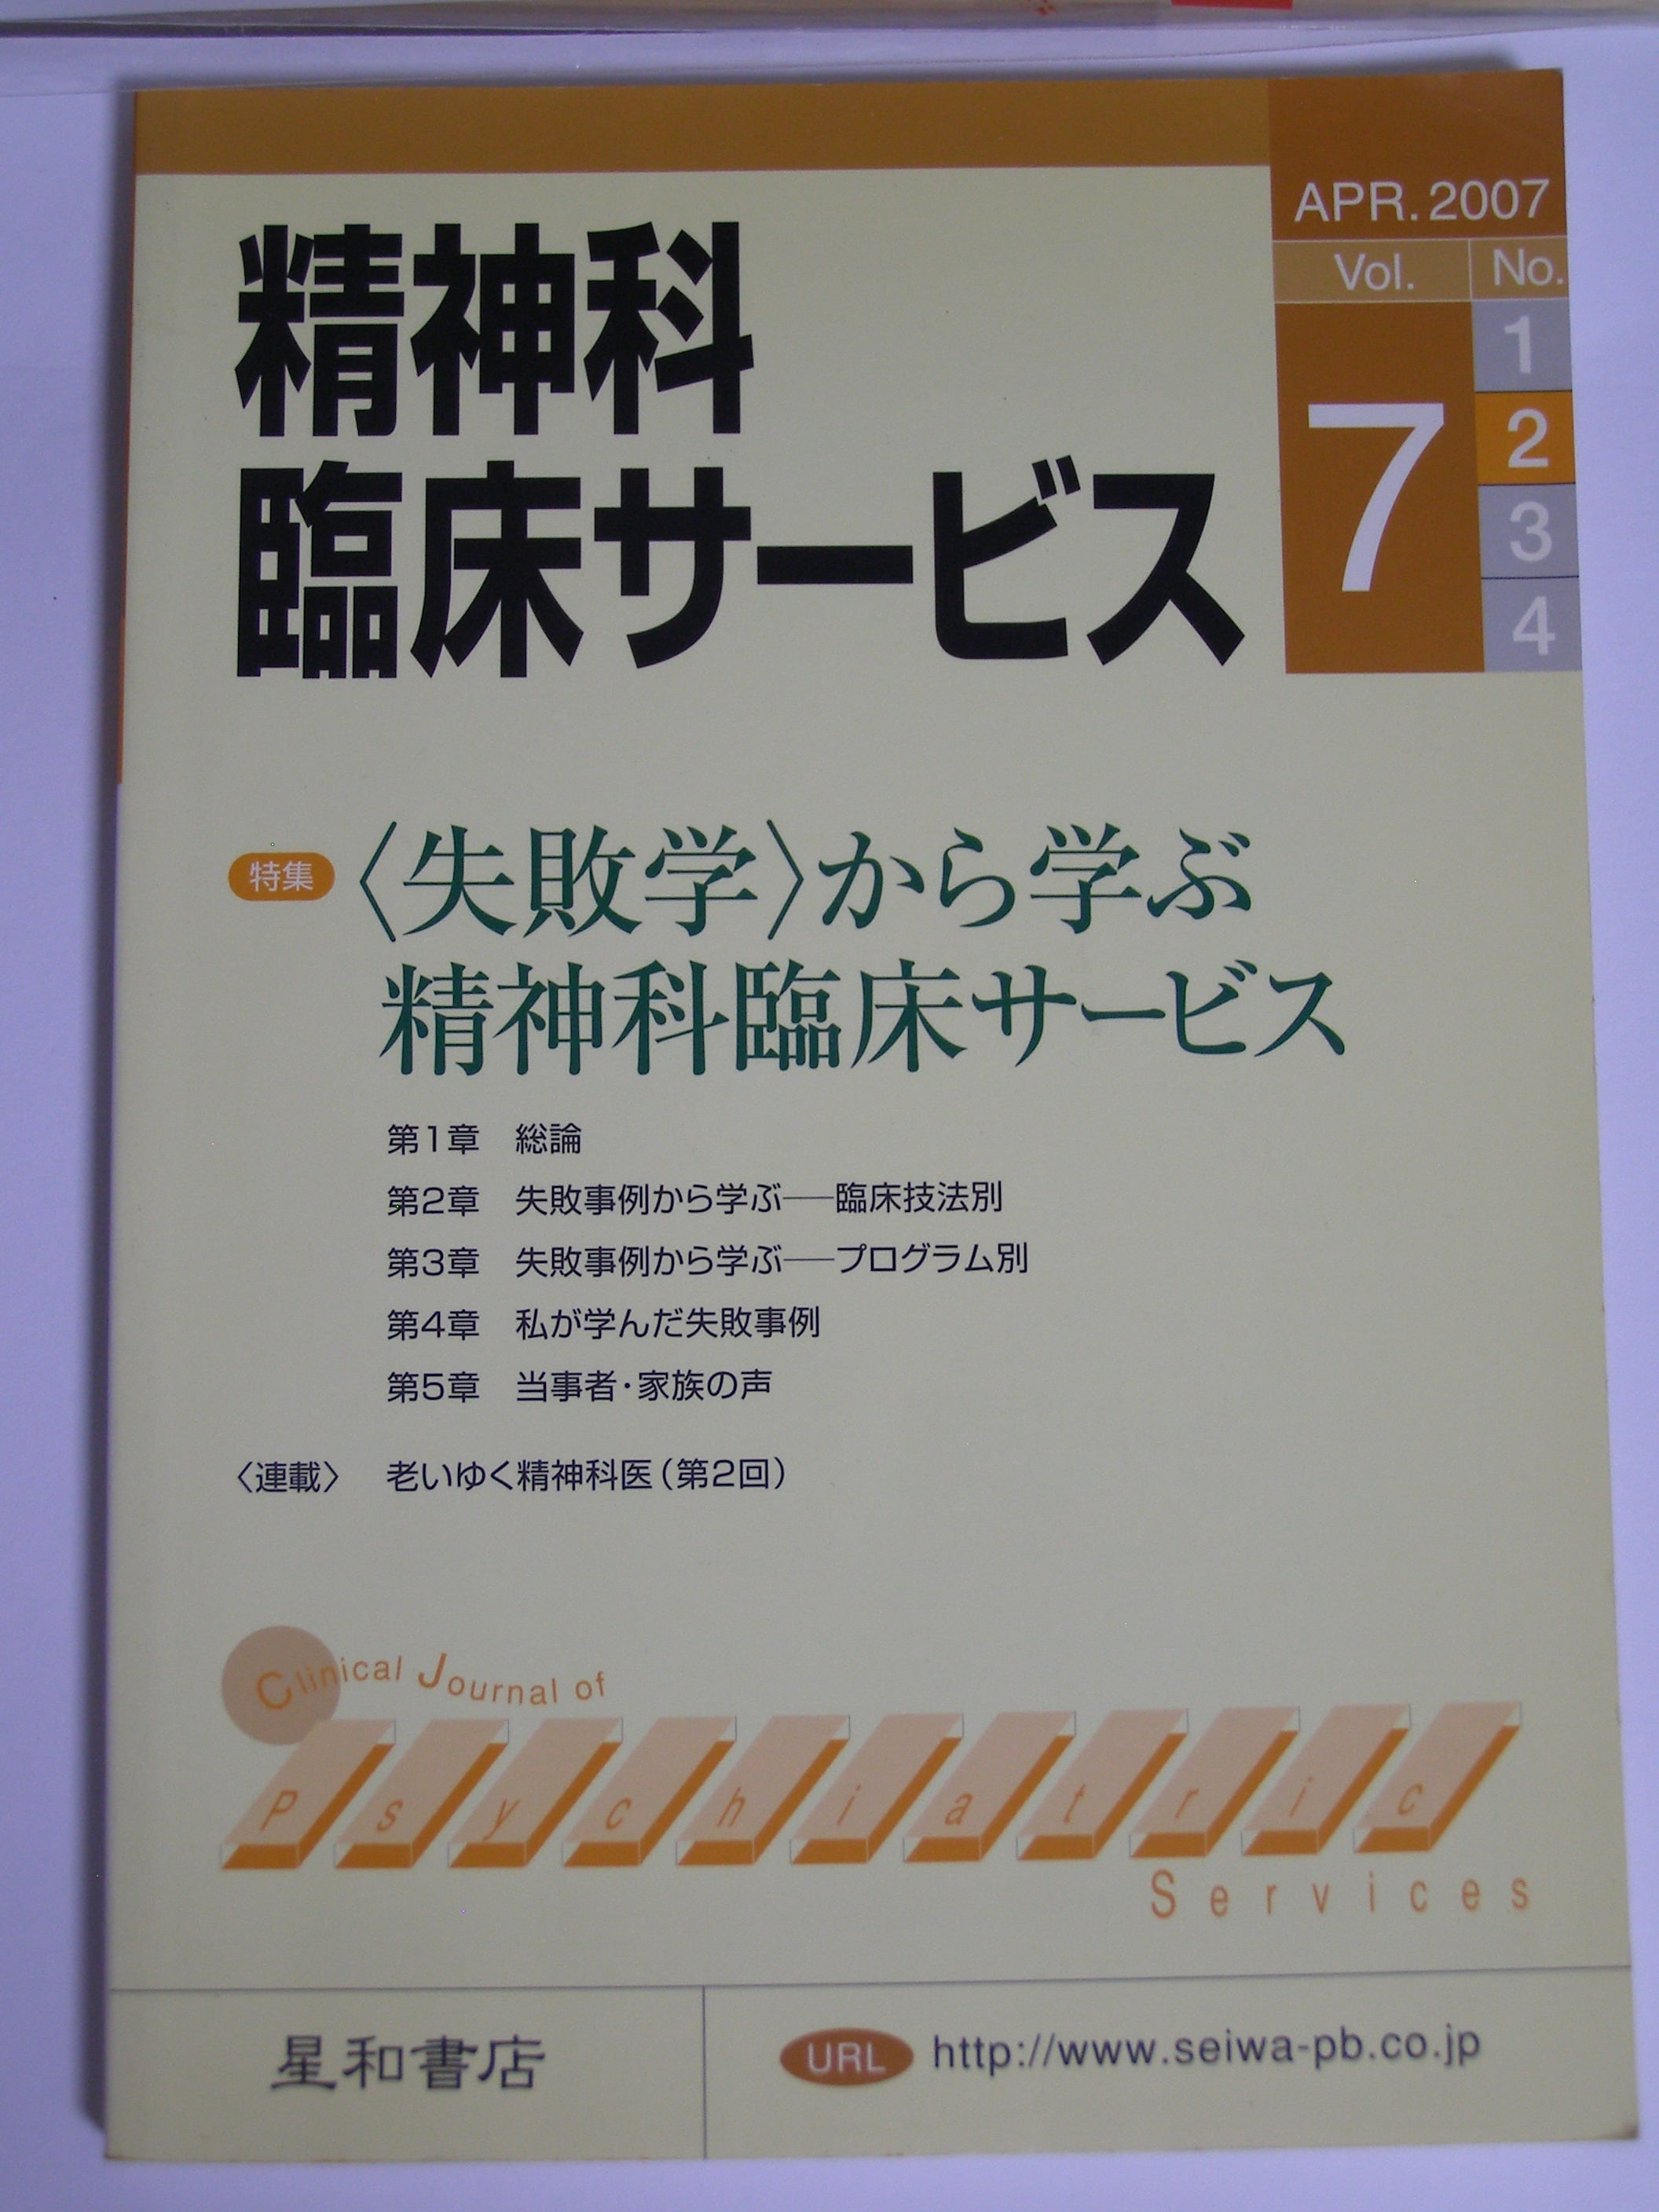 APR.2007
Vol.
No.
7
1
2
3
4
精神科
臨床サービス
特集
〈失敗学〉から学ぶ
精神科臨床サービス
第1章 総論
第2章 失敗事例から学ぶ──臨床技法別
第3章 失敗事例から学ぶ──プログラム別
第4章 私が学んだ失敗事例
第5章 当事者・家族の声
〈連載〉 老いゆく精神科医(第2回)
Clinical Journal of
Psychiatric
Services
星和書店
URL http://www.seiwa-pb.co.jp